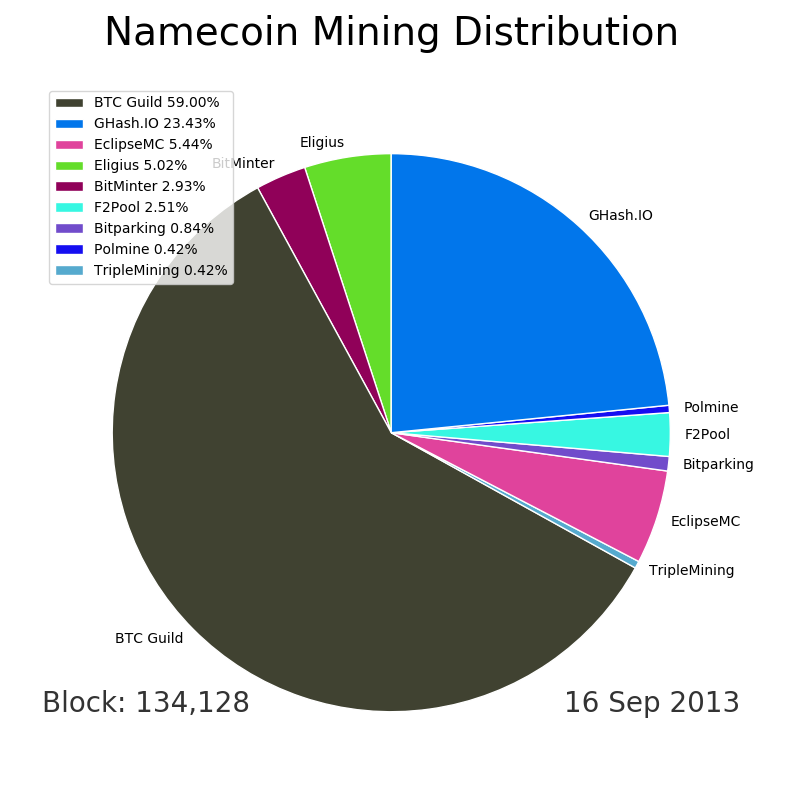 Namecoin Mining Distribution
BTC Guild 59.00%
GHash.IO 23.43%
EclipseMC 5.44%
Eligius 5.02%
BitMinter 2.93%
F2Pool 2.51%
Bitparking 0.84%
Polmine 0.42%
TripleMining 0.42%
Eligius
BitMinter
GHash.IO
Polmine
F2Pool
Bitparking
EclipseMC
TripleMining
BTC Guild
Block: 134,128
16 Sep 2013